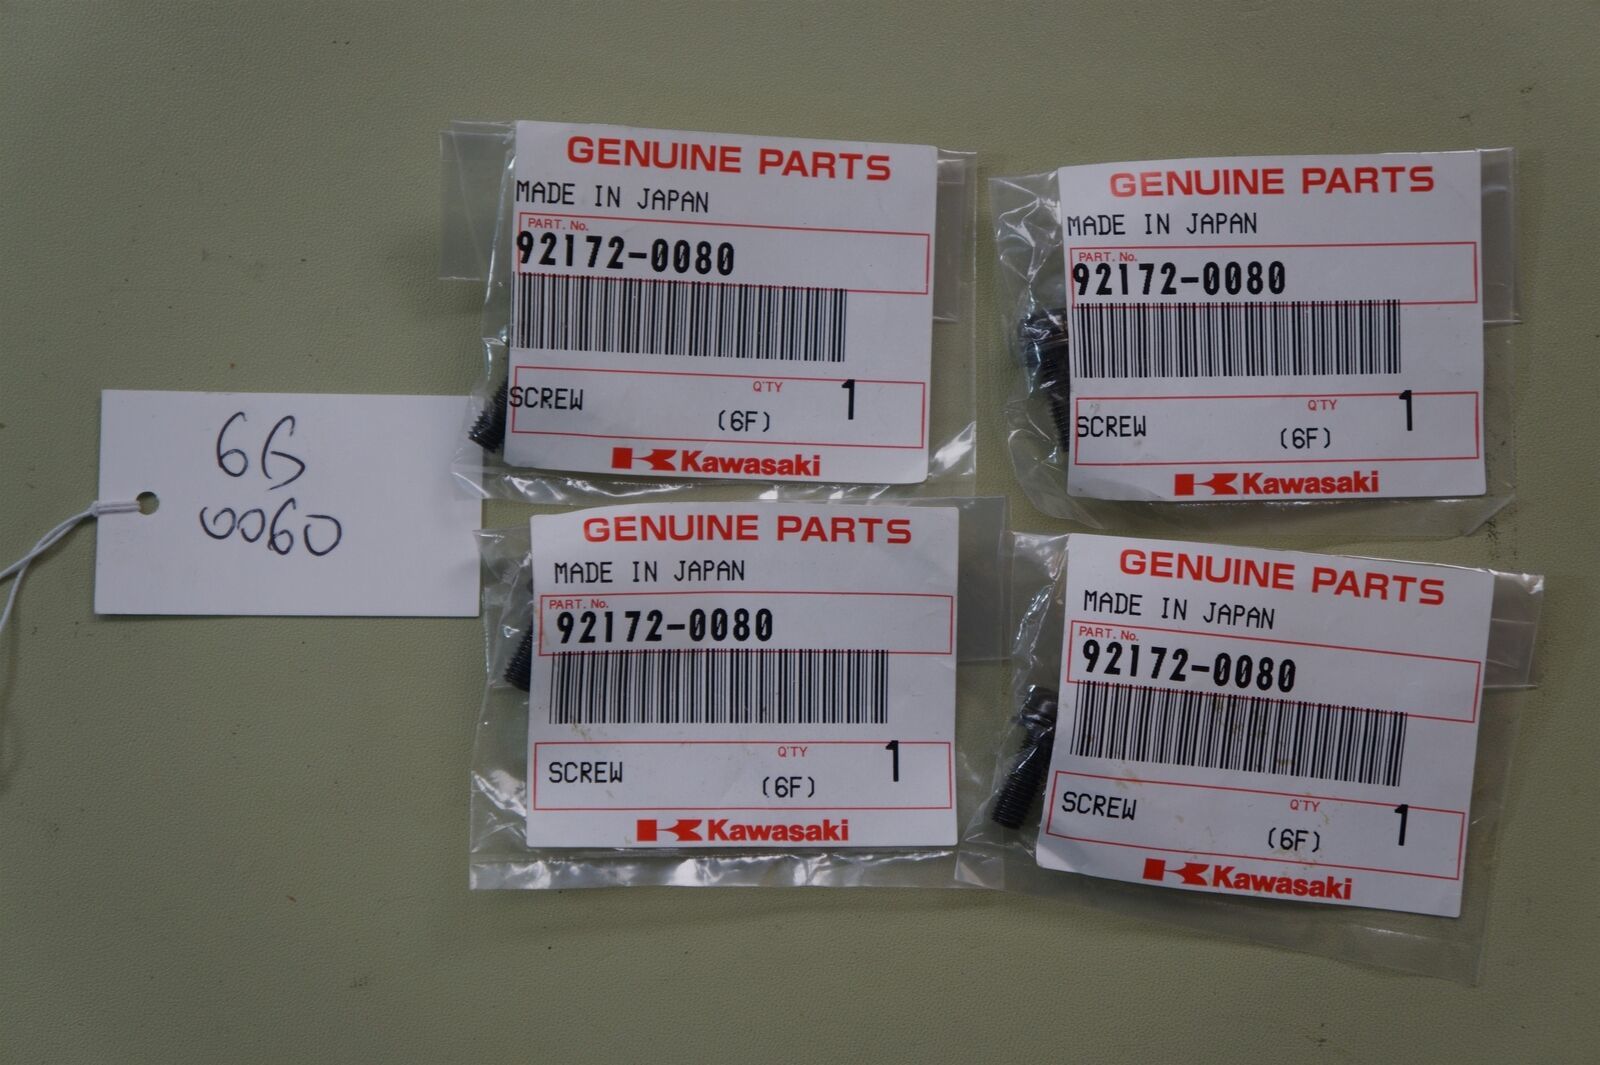 6G
0060
GENUINE PARTS
MADE IN JAPAN
PART. No.
92172-0080
SCREW
Q'TY
1
(6F)
Kawasaki
GENUINE PARTS
MADE IN JAPAN
PART. No.
92172-0080
SCREW
Q'TY
1
(6F)
Kawasaki
GENUINE PARTS
MADE IN JAPAN
PART. No.
92172-0080
SCREW
Q'TY
1
(6F)
Kawasaki
GENUINE PARTS
MADE IN JAPAN
PART. No.
92172-0080
SCREW
Q'TY
1
(6F)
Kawasaki